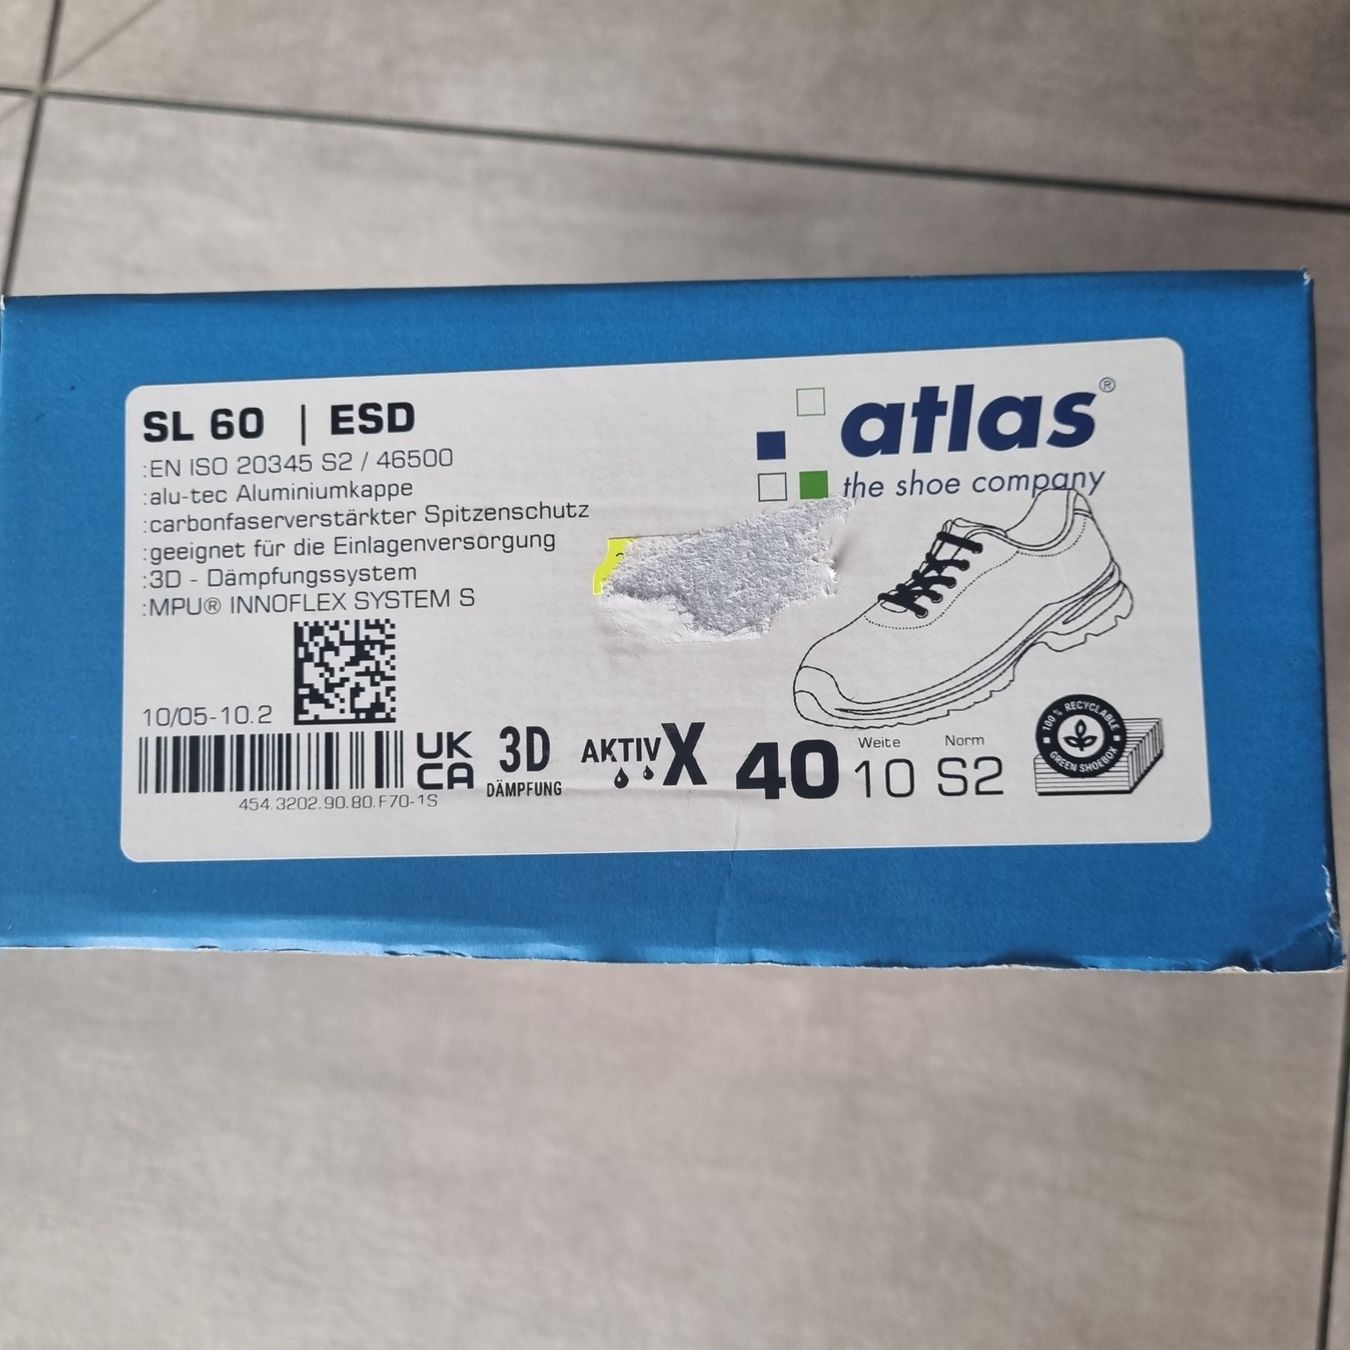 SL 60 | ESD
:EN ISO 20345 S2 / 46500
:alu-tec Aluminiumkappe
:carbonfaserverstärkter Spitzenschutz
:geeignet für die Einlagenversorgung
:3D - Dämpfungssystem
:MPU® INNOFLEX SYSTEM S
atlas®
the shoe company
10/05-10.2
454.3202.90.80.F70-1S
UK
CA
3D
DÄMPFUNG
AKTIV X
40
Weite
10
Norm
S2
100% RECYCLABLE
GREEN SHOEBOX